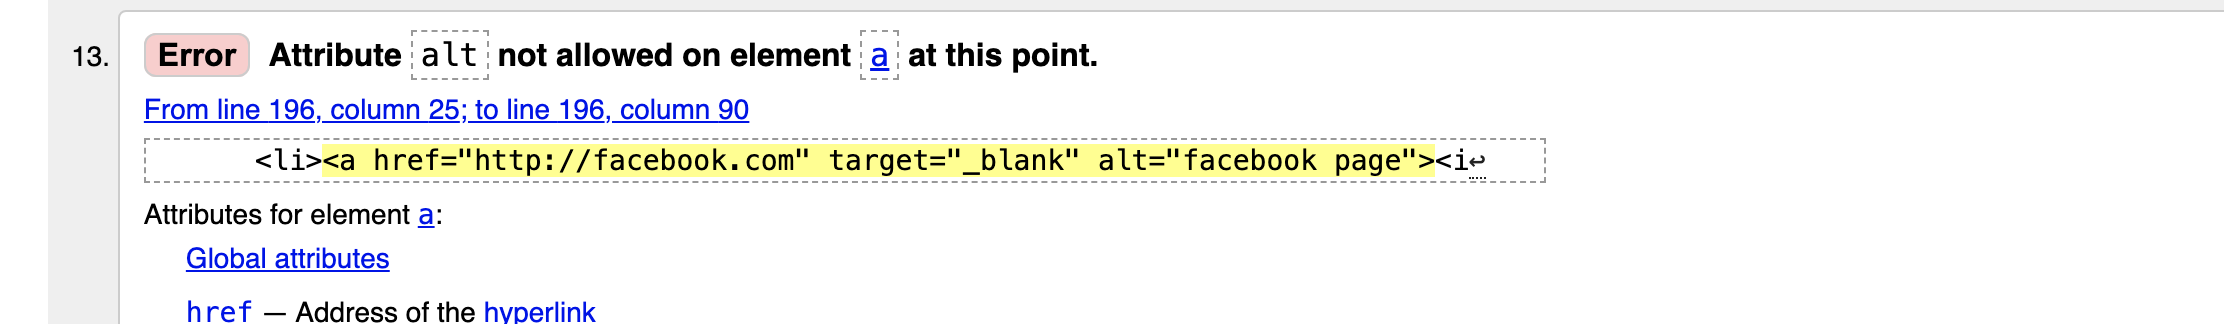 13. Error Attribute alt not allowed on element a at this point.
From line 196, column 25; to line 196, column 90
<li><a href="http://facebook.com" target="_blank" alt="facebook page"><i↩
Attributes for element a:
Global attributes
href — Address of the hyperlink